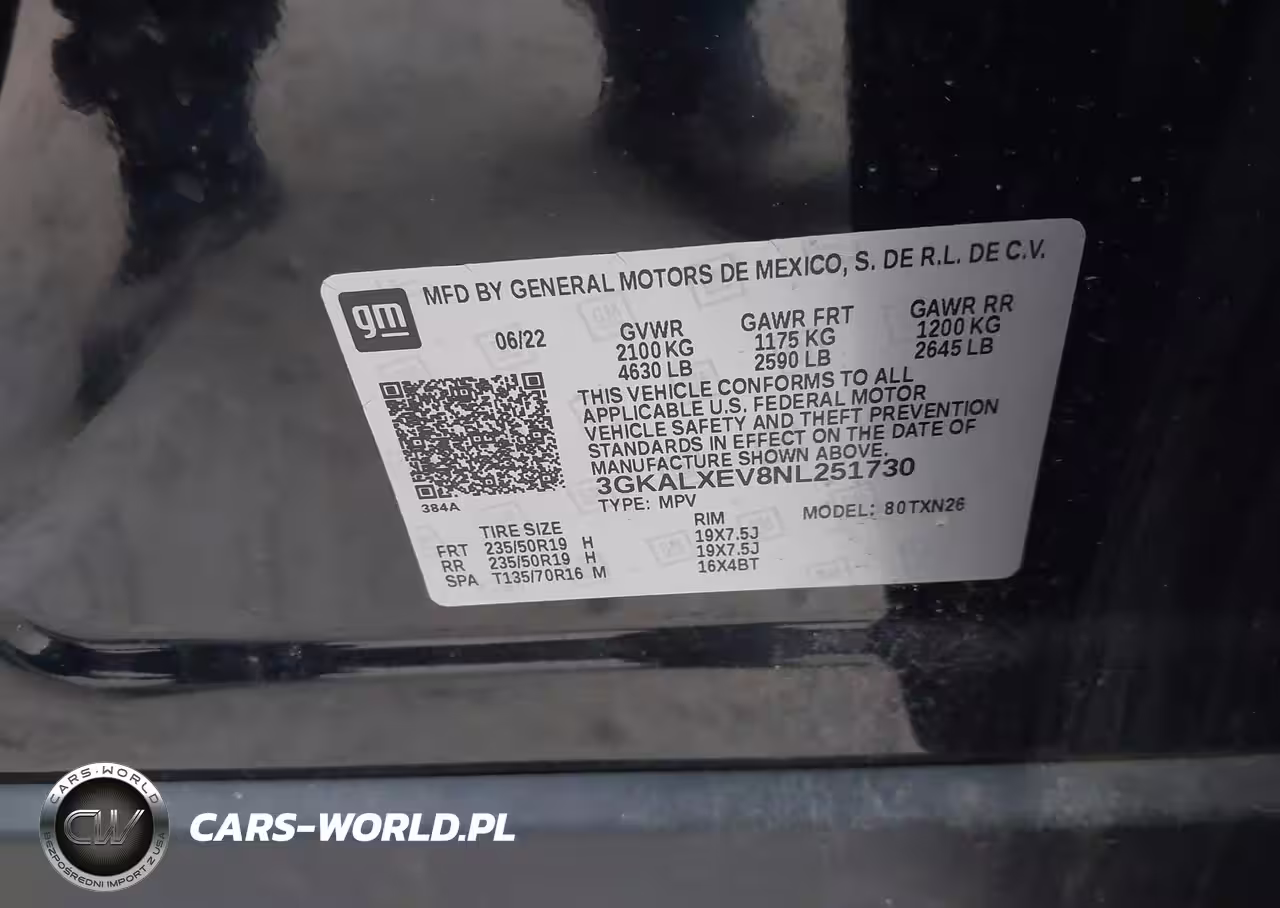 gm
MFD BY GENERAL MOTORS DE MEXICO, S. DE R.L. DE C.V.
06/22 GVWR GAWR FRT GAWR RR
2100 KG 1175 KG 1200 KG
4630 LB 2590 LB 2645 LB
THIS VEHICLE CONFORMS TO ALL
APPLICABLE U.S. FEDERAL MOTOR
VEHICLE SAFETY AND THEFT PREVENTION
STANDARDS IN EFFECT ON THE DATE OF
MANUFACTURE SHOWN ABOVE.
3GKALXEV8NL251730
384A
TYPE: MPV MODEL: 80TXN26
TIRE SIZE RIM
FRT 235/50R19 H 19X7.5J
RR 235/50R19 H 19X7.5J
SPA T135/70R16 M 16X4BT
CARS-WORLD
CW
BEZPOŚREDNI IMPORT Z USA
CARS-WORLD.PL